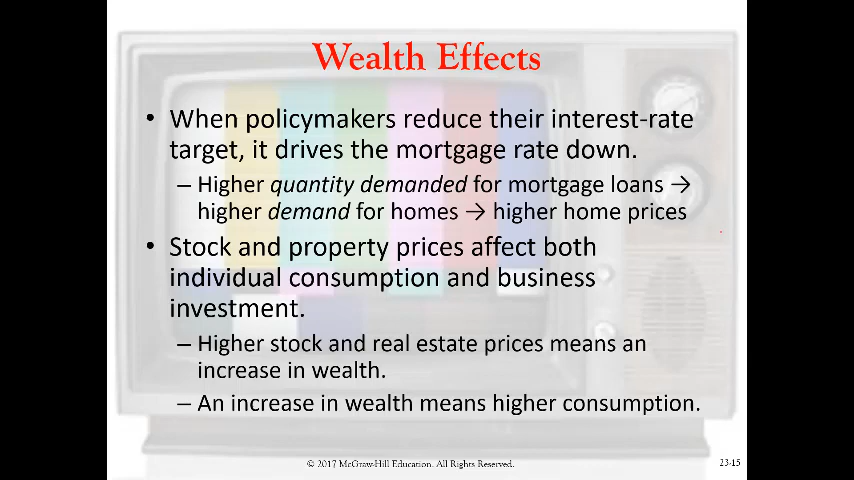 Wealth Effects
• When policymakers reduce their interest-rate
target, it drives the mortgage rate down.
– Higher quantity demanded for mortgage loans →
higher demand for homes → higher home prices
• Stock and property prices affect both
individual consumption and business
investment.
– Higher stock and real estate prices means an
increase in wealth.
– An increase in wealth means higher consumption.
© 2017 McGraw-Hill Education. All Rights Reserved.
23-15